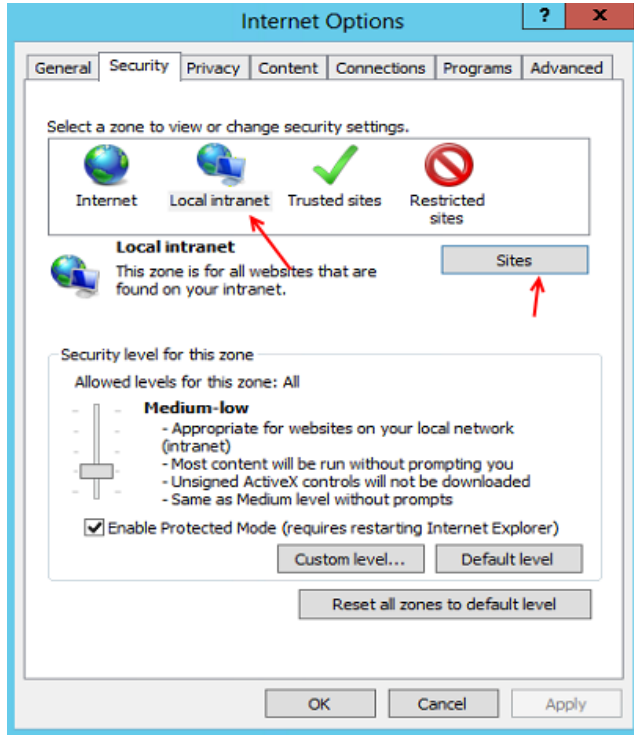 Internet Options
? x
General Security Privacy Content Connections Programs Advanced
Select a zone to view or change security settings.
Internet Local intranet Trusted sites Restricted
sites
Local intranet
Sites
This zone is for all websites that are
found on your intranet.
Security level for this zone
Allowed levels for this zone: All
Medium-low
- Appropriate for websites on your local network
(intranet)
- Most content will be run without prompting you
- Unsigned ActiveX controls will not be downloaded
- Same as Medium level without prompts
Enable Protected Mode (requires restarting Internet Explorer)
Custom level... Default level
Reset all zones to default level
OK Cancel Apply